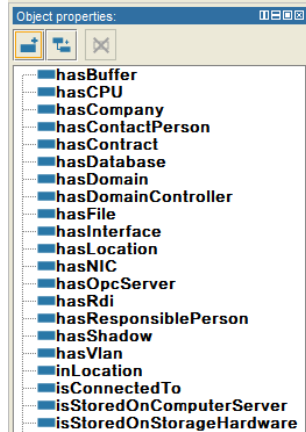 Object properties:
hasBuffer
hasCPU
hasCompany
hasContactPerson
hasContract
hasDatabase
hasDomain
hasDomainController
hasFile
hasInterface
hasLocation
hasNIC
hasOpcServer
hasRdi
hasResponsiblePerson
hasShadow
hasVlan
inLocation
isConnectedTo
isStoredOnComputerServer
isStoredOnStorageHardware